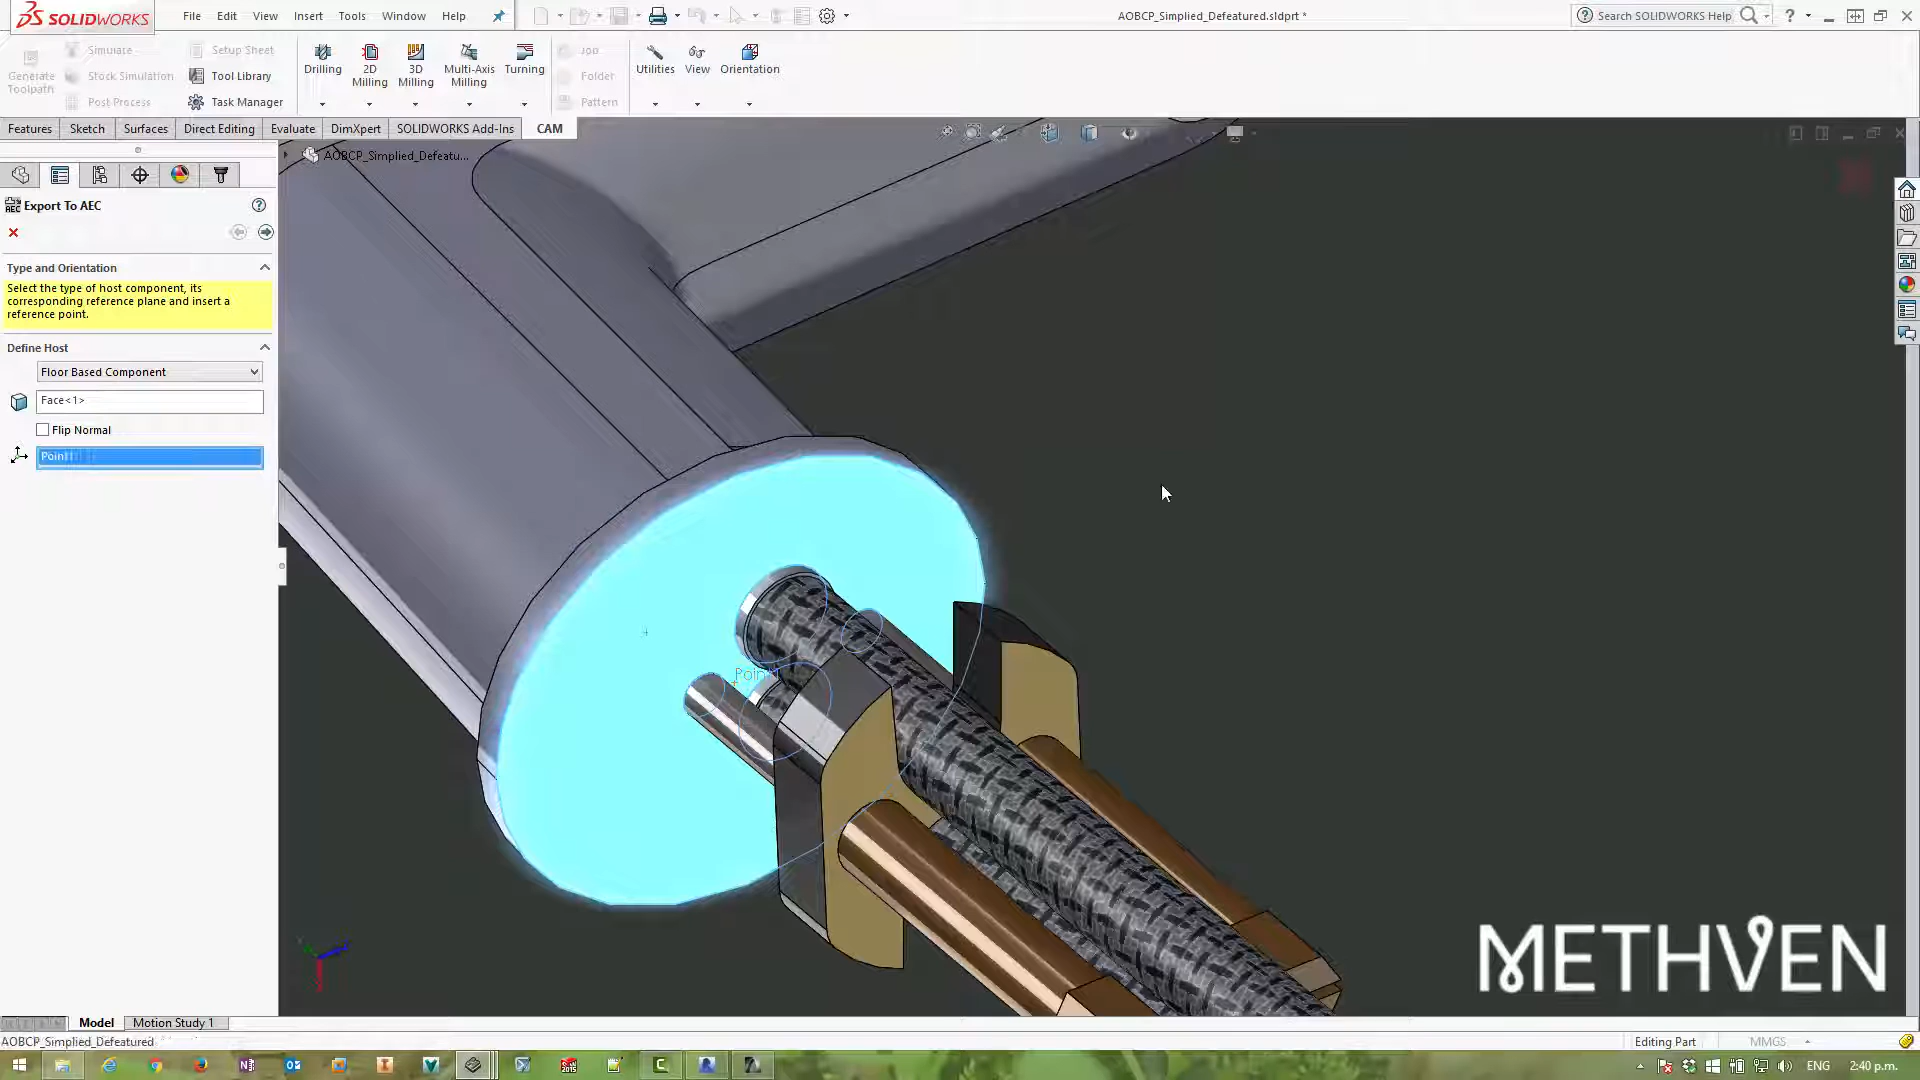 SOLIDWORKS File Edit View Insert Tools Window Help AOBCP_Simplied_Defeatured.sldprt * Search SOLIDWORKS Help
Generate Toolpath
Simulate
Stock Simulation
Post Process
Setup Sheet
Tool Library
Task Manager
Drilling
2D Milling
3D Milling
Multi-Axis Milling
Turning
Job
Folder
Pattern
Utilities
View
Orientation
Features Sketch Surfaces Direct Editing Evaluate DimXpert SOLIDWORKS Add-Ins CAM
AOBCP_Simplied_Defeatu...
Export To AEC
Type and Orientation
Select the type of host component, its
corresponding reference plane and insert a
reference point.
Define Host
Floor Based Component
Face<1>
Flip Normal
METHVEN
Model Motion Study 1
AOBCP_Simplied_Defeatured Editing Part MMGS
ENG 2:40 p.m.